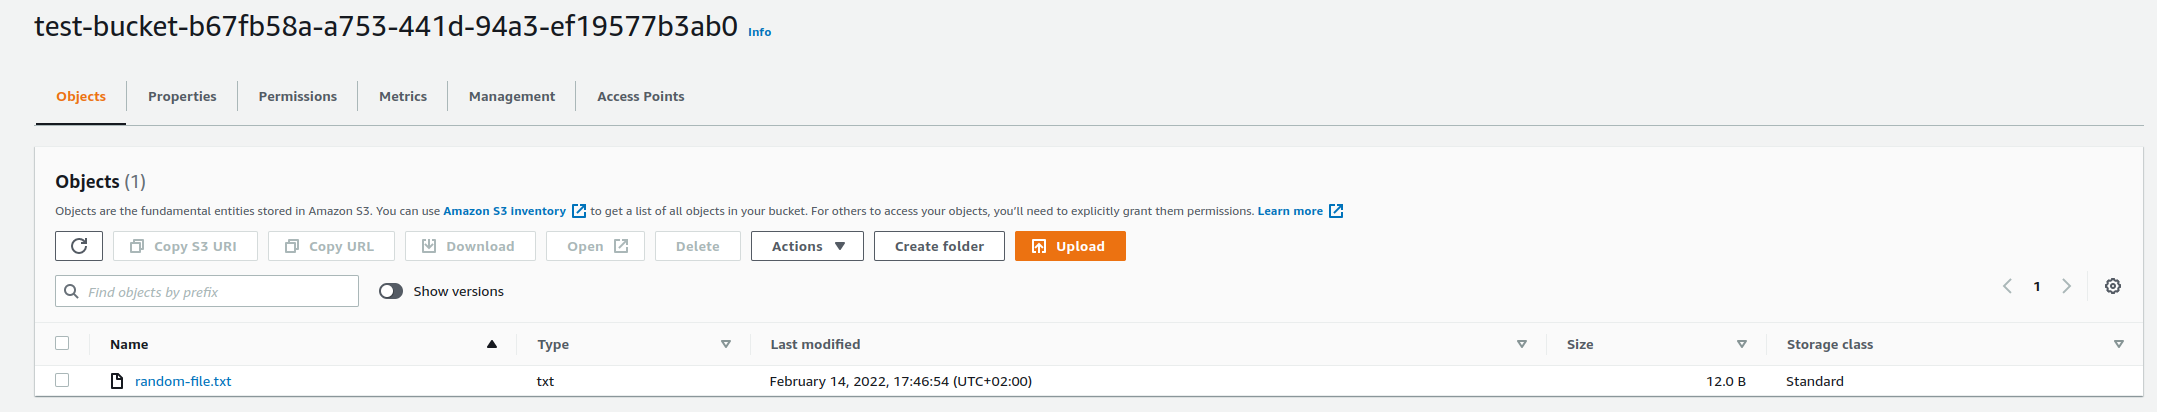 test-bucket-b67fb58a-a753-441d-94a3-ef19577b3ab0 Info
Objects Properties Permissions Metrics Management Access Points
Objects (1)
Objects are the fundamental entities stored in Amazon S3. You can use Amazon S3 inventory to get a list of all objects in your bucket. For others to access your objects, you'll need to explicitly grant them permissions. Learn more
Copy S3 URI Copy URL Download Open Delete Actions Create folder Upload
Find objects by prefix Show versions 1
Name Type Last modified Size Storage class
random-file.txt txt February 14, 2022, 17:46:54 (UTC+02:00) 12.0 B Standard